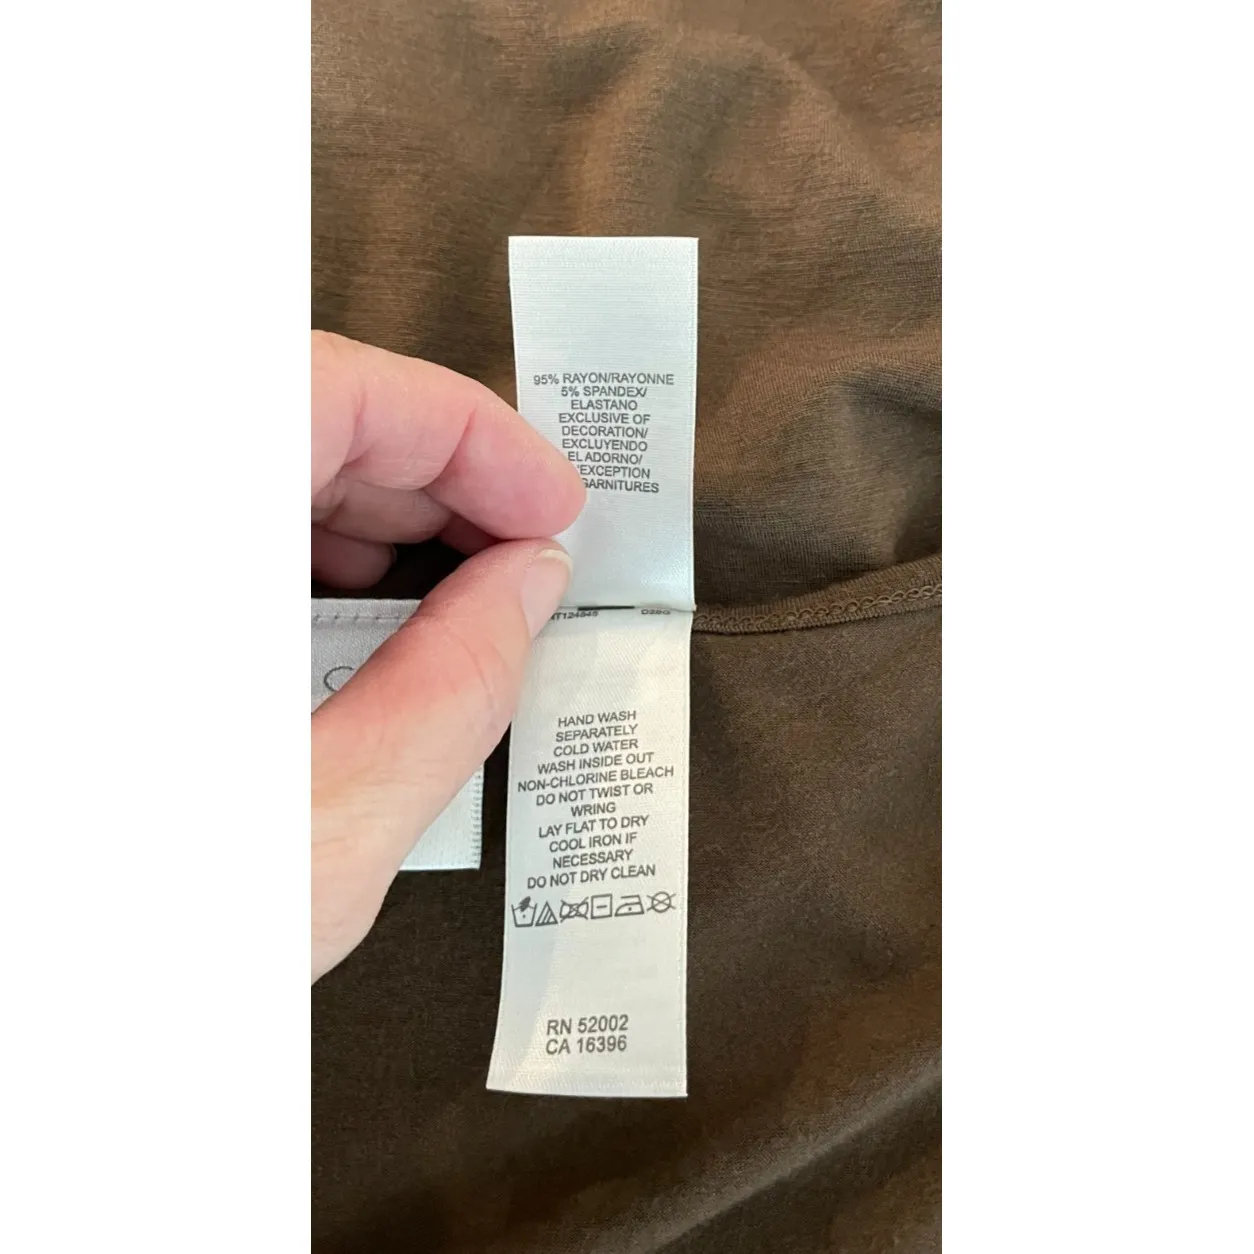 95% RAYON/RAYONNE
5% SPANDEX/
ELASTANO
EXCLUSIVE OF
DECORATION/
EXCLUYENDO
EL ADORNO/
'EXCEPTION
GARNITURES
HAND WASH
SEPARATELY
COLD WATER
WASH INSIDE OUT
NON-CHLORINE BLEACH
DO NOT TWIST OR
WRING
LAY FLAT TO DRY
COOL IRON IF
NECESSARY
DO NOT DRY CLEAN
RN 52002
CA 16396